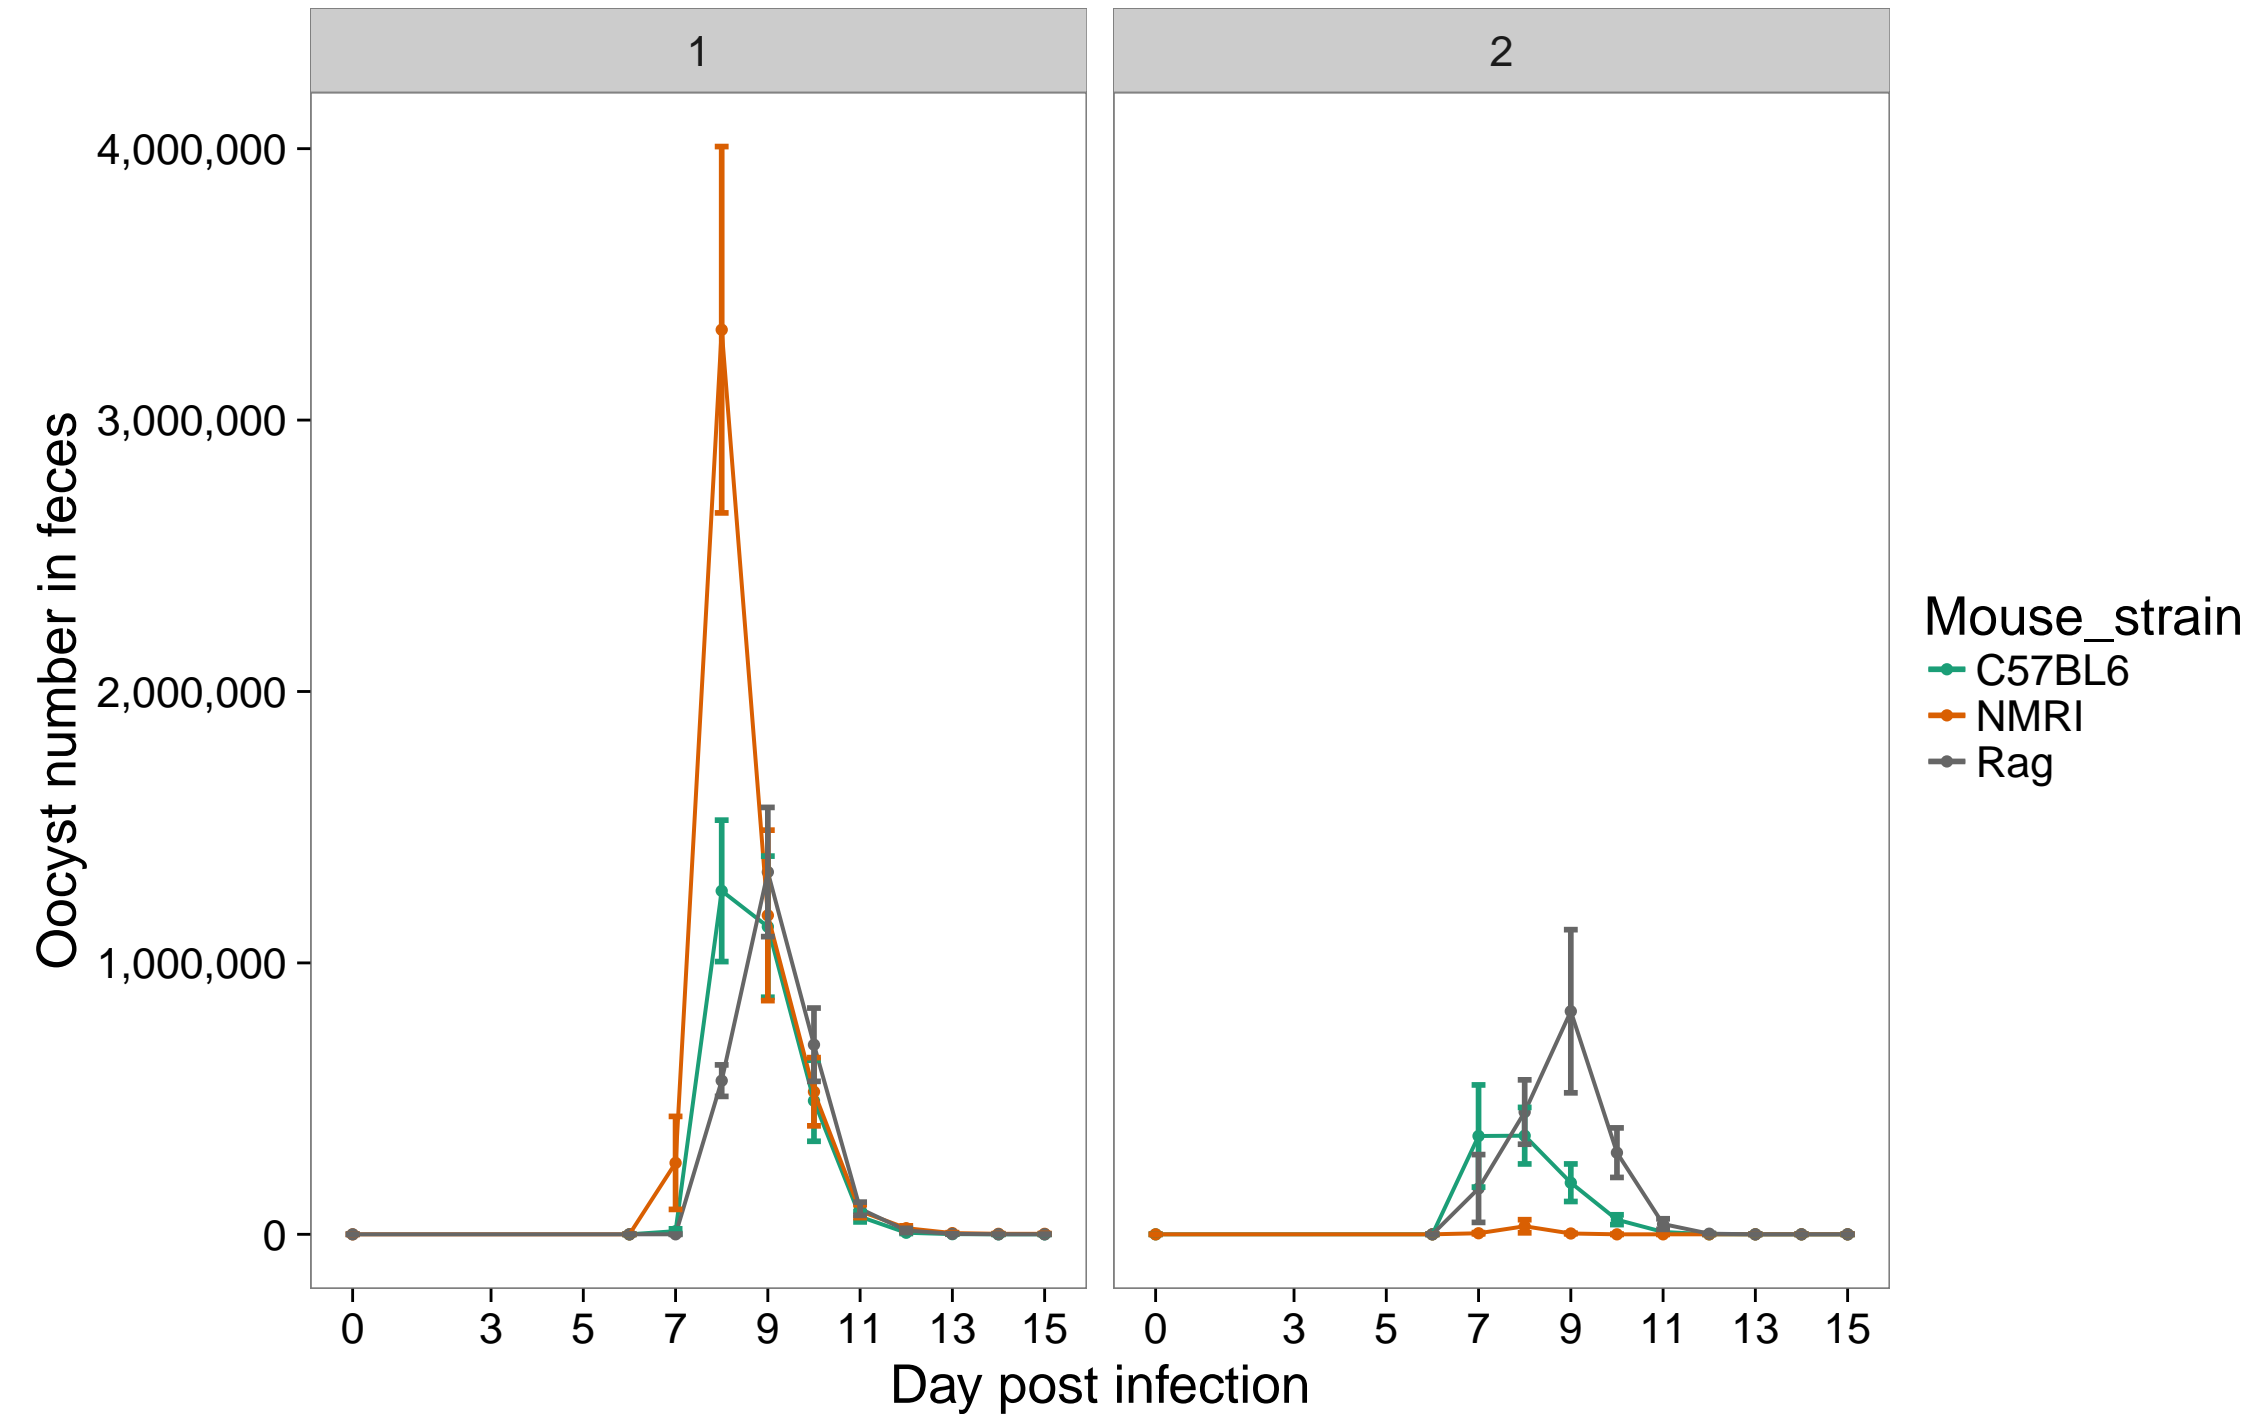 1
2
4,000,000
3,000,000
2,000,000
1,000,000
0
Oocyst number in feces
0 3 5 7 9 11 13 15
0 3 5 7 9 11 13 15
Day post infection
Mouse_strain
C57BL6
NMRI
Rag